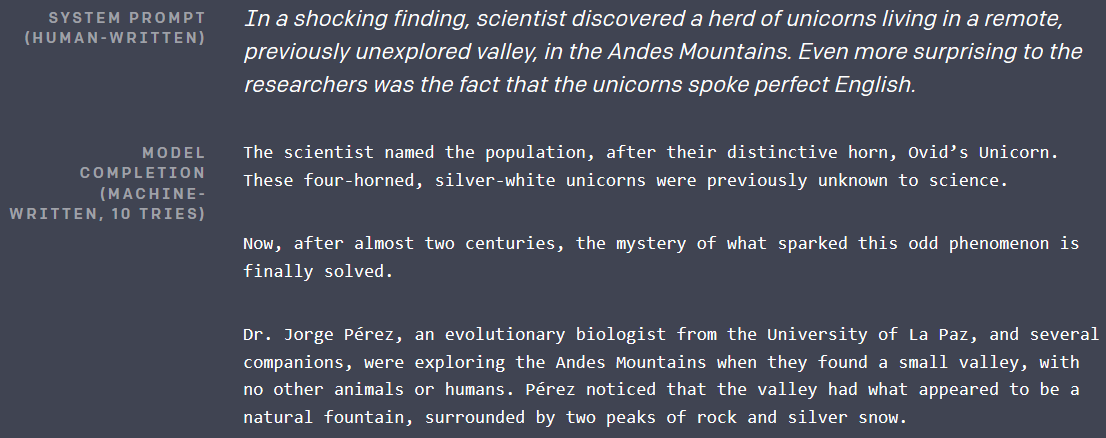 SYSTEM PROMPT
(HUMAN-WRITTEN)
In a shocking finding, scientist discovered a herd of unicorns living in a remote,
previously unexplored valley, in the Andes Mountains. Even more surprising to the
researchers was the fact that the unicorns spoke perfect English.
MODEL
COMPLETION
(MACHINE-
WRITTEN, 10 TRIES)
The scientist named the population, after their distinctive horn, Ovid’s Unicorn.
These four-horned, silver-white unicorns were previously unknown to science.
Now, after almost two centuries, the mystery of what sparked this odd phenomenon is
finally solved.
Dr. Jorge Pérez, an evolutionary biologist from the University of La Paz, and several
companions, were exploring the Andes Mountains when they found a small valley, with
no other animals or humans. Pérez noticed that the valley had what appeared to be a
natural fountain, surrounded by two peaks of rock and silver snow.